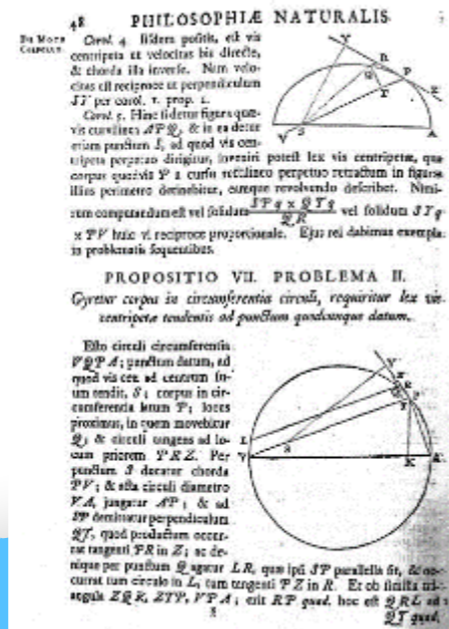 48 PHILOSOPHIÆ NATURALIS
DE MOTU
CORPORUM
Corol. 4. Iisdem positis, est vis
centripeta ut velocitas bis directe,
& chorda illa inverse. Nam velo-
citas est reciproce ut perpendiculum
SY per corol. 1. prop. 1.
Corol. 5. Hinc si detur figura quæ-
vis curvilinea APQ, & in ea detur
etiam punctum S, ad quod vis cen-
tripeta perpetuo dirigitur, inveniri potest lex vis centripetæ, qua
corpus quodvis P a cursu rectilineo perpetuo retractum in figuræ
illius perimetro detinebitur, eamque revolvendo describet. Nimi-
rum computandum est vel solidum SPq x QTq / QR vel solidum SYq
x PV huic vi reciproce proportionale. Ejus rei dabimus exempla
in problematis sequentibus.
PROPOSITIO VII. PROBLEMA II.
Gyretur corpus in circumferentia circuli, requiritur lex vis
centripetæ tendentis ad punctum quodcunque datum.
Esto circuli circumferentia
VQPA; punctum datum, ad
quod vis ceu ad centrum su-
um tendit, S; corpus in cir-
cumferentia latum P; locus
proximus, in quem movebitur
Q; & circuli tangens ad lo-
cum priorem PRZ. Per
punctum S ducatur chorda
PV; & acta circuli diametro
VA, jungatur AP; & ad
SP demittatur perpendiculum
QT, quod productum occur-
rat tangenti PR in Z; ac de-
nique per punctum Q agatur LR, quæ ipsi SP parallela sit, & oc-
currat tum circulo in L, tum tangenti PZ in R. Et ob similia tri-
angula ZQR, ZTP, VPA; erit RP quad. hoc est QRL ad
QT quad.